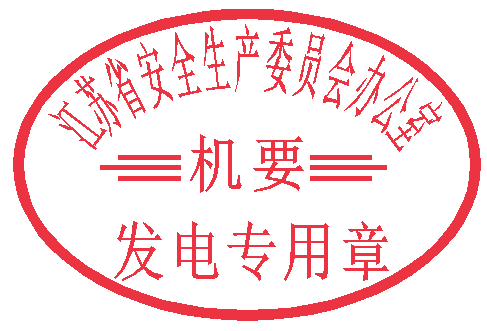 江苏省安全生产委员会办公室
机要
发电专用章